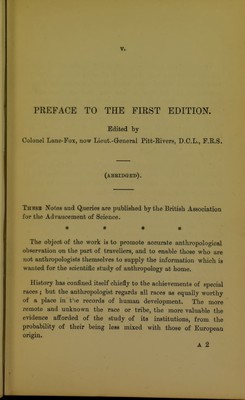 v.
PREFACE TO THE FIRST EDITION.
Edited by
Colonel Lane-Fox, now Lieut.-General Pitt-Rivers, D.C.L., F.R.S.
(ABRIDGED).
THESE Notes and Queries are published by the British Association
for the Advancement of Science.
* * * *
The object of the work is to promote accurate anthropological
observation on the part of travellers, and to enable those who are
not anthropologists themselves to supply the information which is
wanted for the scientific study of anthropology at home.
History has confined itself chiefly to the achievements of special
races; but the anthropologist regards all races as equally worthy
of a place in the records of human development. The more
remote and unknown the race or tribe, the more valuable the
evidence afforded of the study of its institutions, from the
probability of their being less mixed with those of European
origin.
A 2